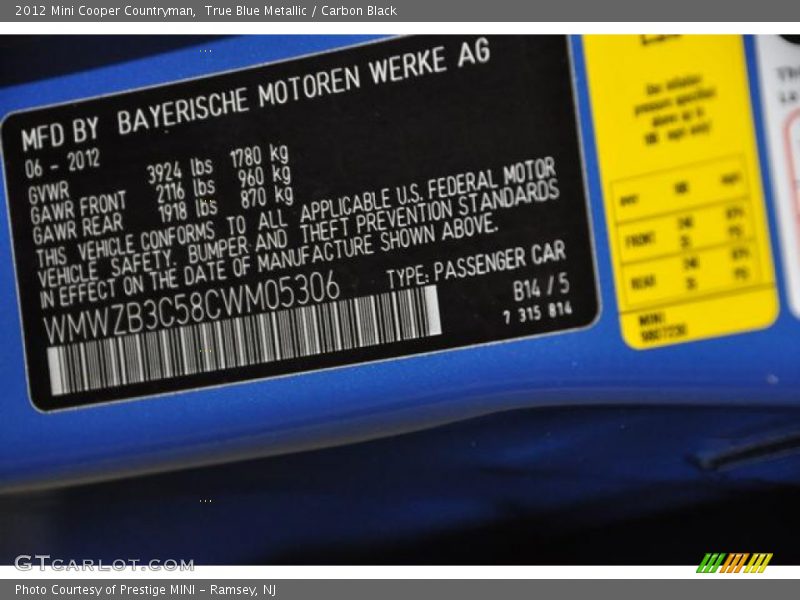 2012 Mini Cooper Countryman,  True Blue Metallic / Carbon Black
MFD BY BAYERISCHE MOTOREN WERKE AG
06 - 2012
GVWR 3924 lbs 1780 kg
GAWR FRONT 2116 lbs 960 kg
GAWR REAR 1918 lbs 870 kg
THIS VEHICLE CONFORMS TO ALL APPLICABLE U.S. FEDERAL MOTOR
VEHICLE SAFETY, BUMPER AND THEFT PREVENTION STANDARDS
IN EFFECT ON THE DATE OF MANUFACTURE SHOWN ABOVE.
WMWZB3C58CWM05306
TYPE: PASSENGER CAR
B14 / 5
7 315 814
FRONT
REAR
MINI
GTCARLOT.COM
Photo Courtesy of Prestige MINI - Ramsey, NJ